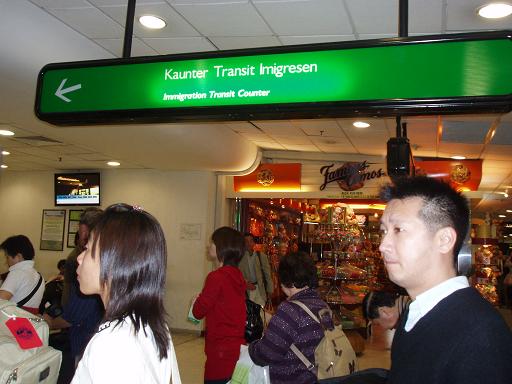 Kaunter Transit Imigresen
Immigration Transit Counter
Famous
Amos